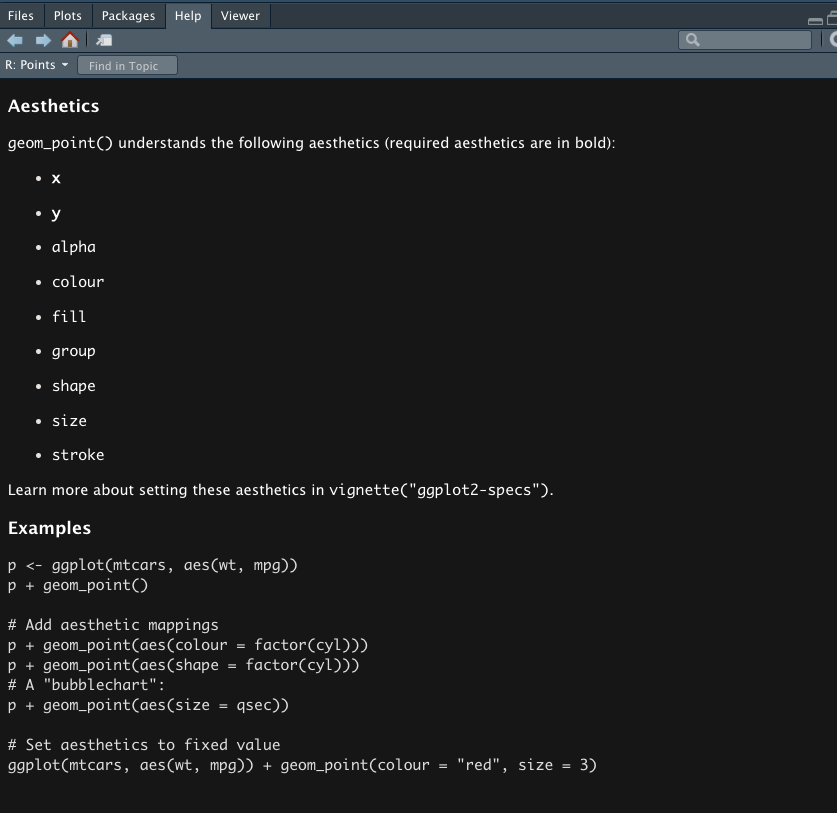 Files Plots Packages Help Viewer
R: Points Find in Topic
Aesthetics
geom_point() understands the following aesthetics (required aesthetics are in bold):
• x
• y
• alpha
• colour
• fill
• group
• shape
• size
• stroke
Learn more about setting these aesthetics in vignette("ggplot2-specs").
Examples
p <- ggplot(mtcars, aes(wt, mpg))
p + geom_point()
# Add aesthetic mappings
p + geom_point(aes(colour = factor(cyl)))
p + geom_point(aes(shape = factor(cyl)))
# A "bubblechart":
p + geom_point(aes(size = qsec))
# Set aesthetics to fixed value
ggplot(mtcars, aes(wt, mpg)) + geom_point(colour = "red", size = 3)